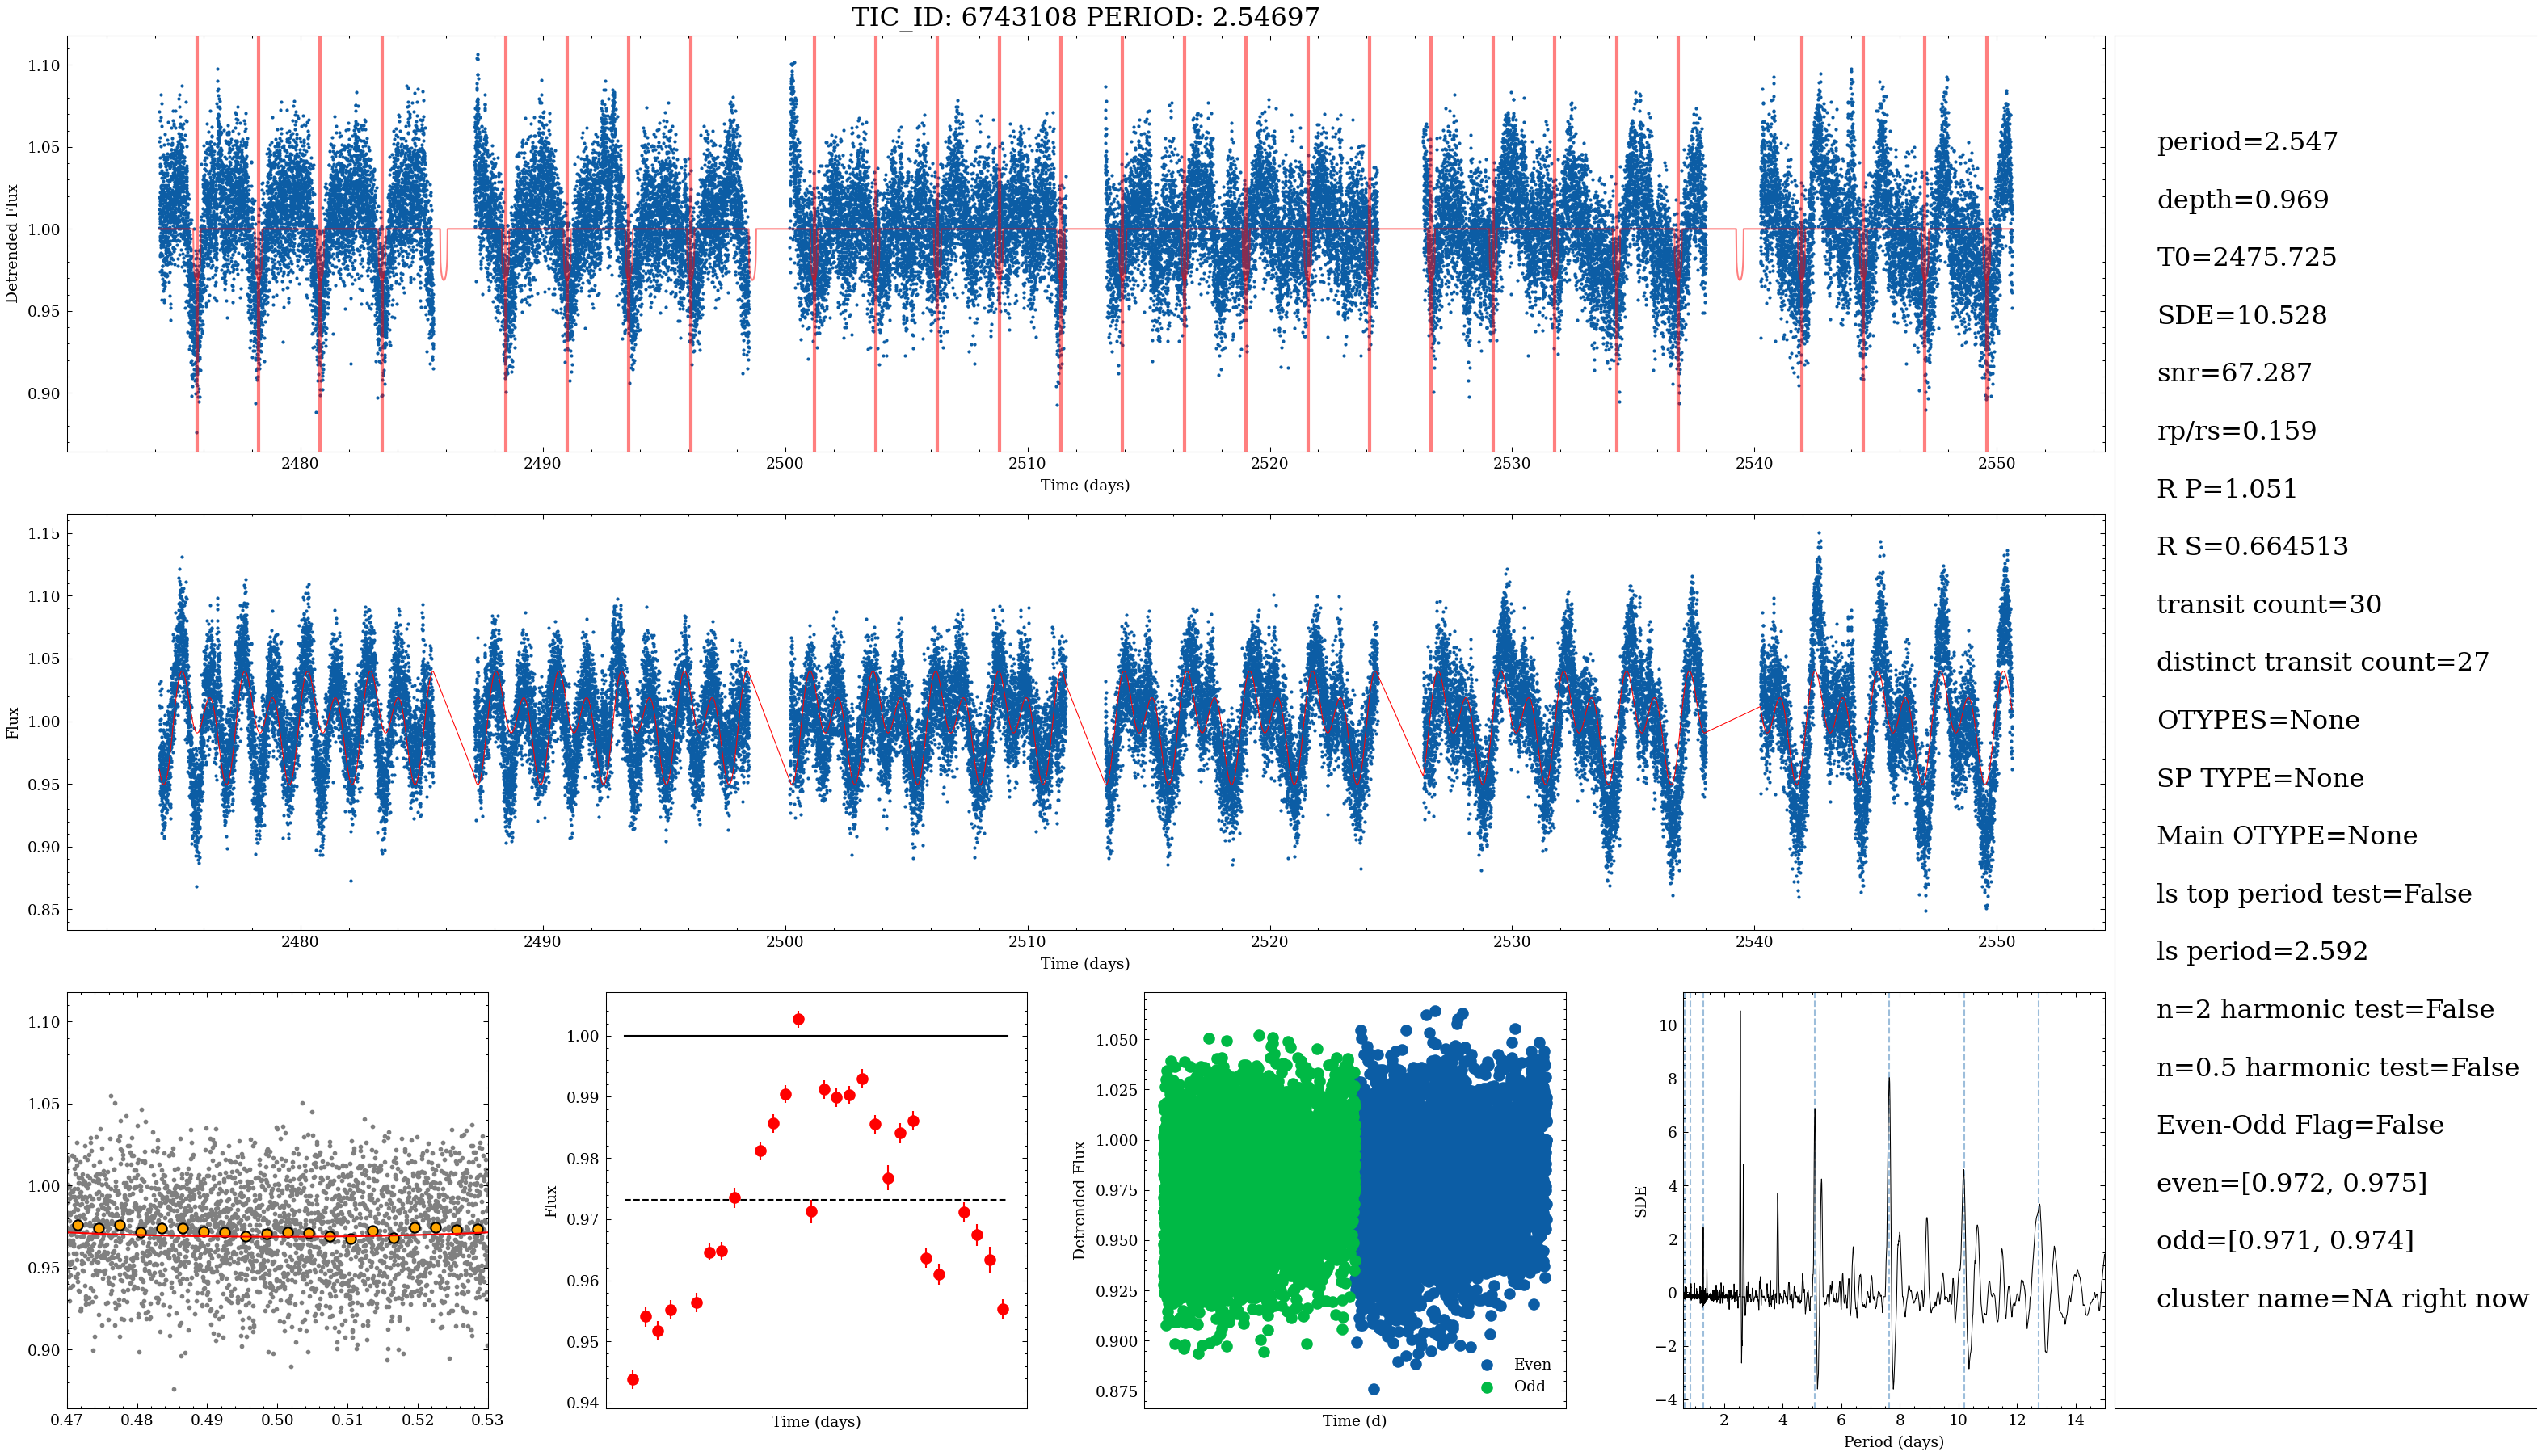 TIC_ID: 6743108 PERIOD: 2.54697
1.10
1.05
1.00
0.95
0.90
Detrended Flux
2480 2490 2500 2510 2520 2530 2540 2550
Time (days)
1.15
1.10
1.05
1.00
0.95
0.90
0.85
Flux
2480 2490 2500 2510 2520 2530 2540 2550
Time (days)
1.10
1.05
1.00
0.95
0.90
0.47 0.48 0.49 0.50 0.51 0.52 0.53
1.00
0.99
0.98
0.97
0.96
0.95
0.94
Flux
Time (days)
1.050
1.025
1.000
0.975
0.950
0.925
0.900
0.875
Detrended Flux
Even
Odd
Time (d)
10
8
6
4
2
0
−2
−4
SDE
2 4 6 8 10 12 14
Period (days)
period=2.547
depth=0.969
T0=2475.725
SDE=10.528
snr=67.287
rp/rs=0.159
R P=1.051
R S=0.664513
transit count=30
distinct transit count=27
OTYPES=None
SP TYPE=None
Main OTYPE=None
ls top period test=False
ls period=2.592
n=2 harmonic test=False
n=0.5 harmonic test=False
Even-Odd Flag=False
even=[0.972, 0.975]
odd=[0.971, 0.974]
cluster name=NA right now